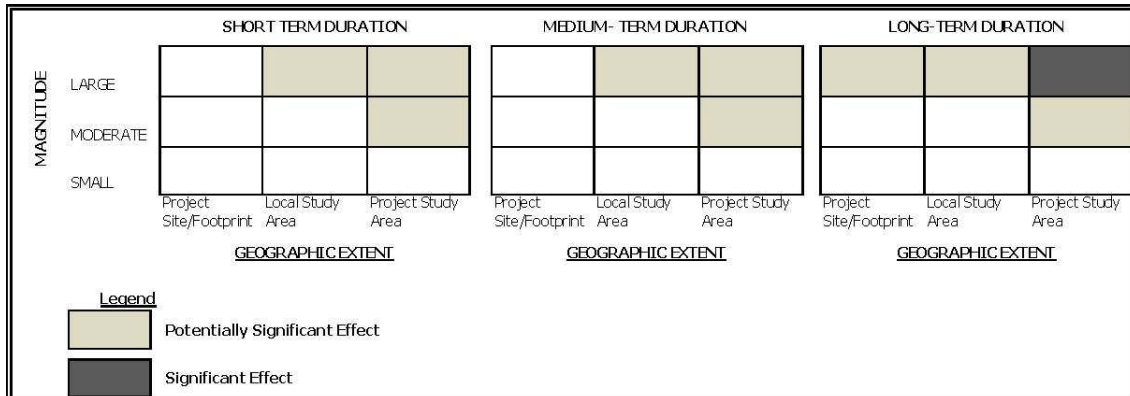 SHORT TERM DURATION
MEDIUM- TERM DURATION
LONG-TERM DURATION
MAGNITUDE
LARGE
MODERATE
SMALL
Project Site/Footprint
Local Study Area
Project Study Area
Project Site/Footprint
Local Study Area
Project Study Area
Project Site/Footprint
Local Study Area
Project Study Area
GEOGRAPHIC EXTENT
GEOGRAPHIC EXTENT
GEOGRAPHIC EXTENT
Legend
Potentially Significant Effect
Significant Effect